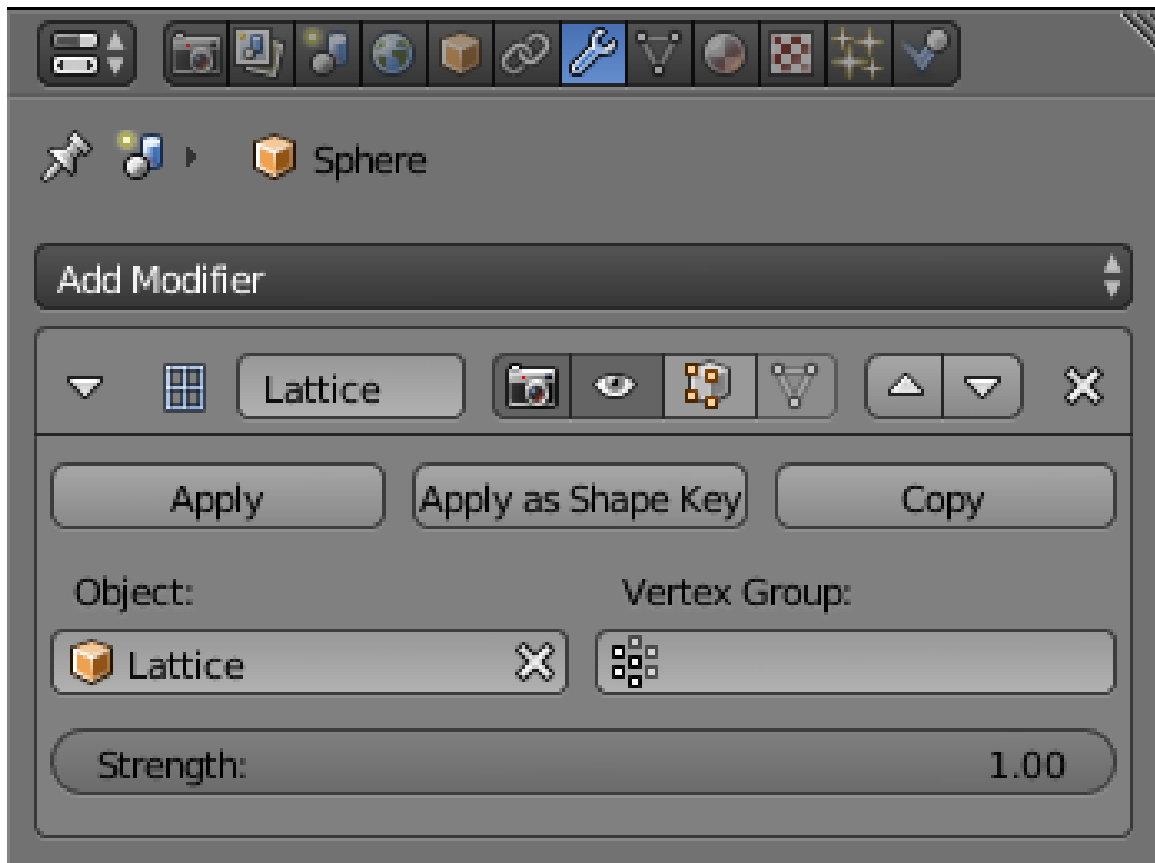 Sphere
Add Modifier
Lattice
Apply Apply as Shape Key Copy
Object: Vertex Group:
Lattice
Strength: 1.00